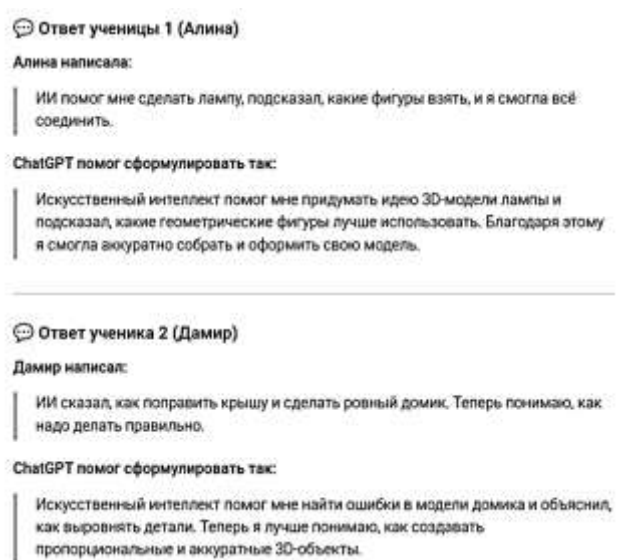 💬 Ответ ученицы 1 (Алина)
Алина написала:
ИИ помог мне сделать лампу, подсказал, какие фигуры взять, и я смогла всё
соединить.
ChatGPT помог сформулировать так:
Искусственный интеллект помог мне придумать идею 3D-модели лампы и
подсказал, какие геометрические фигуры лучше использовать. Благодаря этому
я смогла аккуратно собрать и оформить свою модель.
💬 Ответ ученика 2 (Дамир)
Дамир написал:
ИИ сказал, как поправить крышу и сделать ровный домик. Теперь понимаю, как
надо делать правильно.
ChatGPT помог сформулировать так:
Искусственный интеллект помог мне найти ошибки в модели домика и объяснил,
как выровнять детали. Теперь я лучше понимаю, как создавать
пропорциональные и аккуратные 3D-объекты.